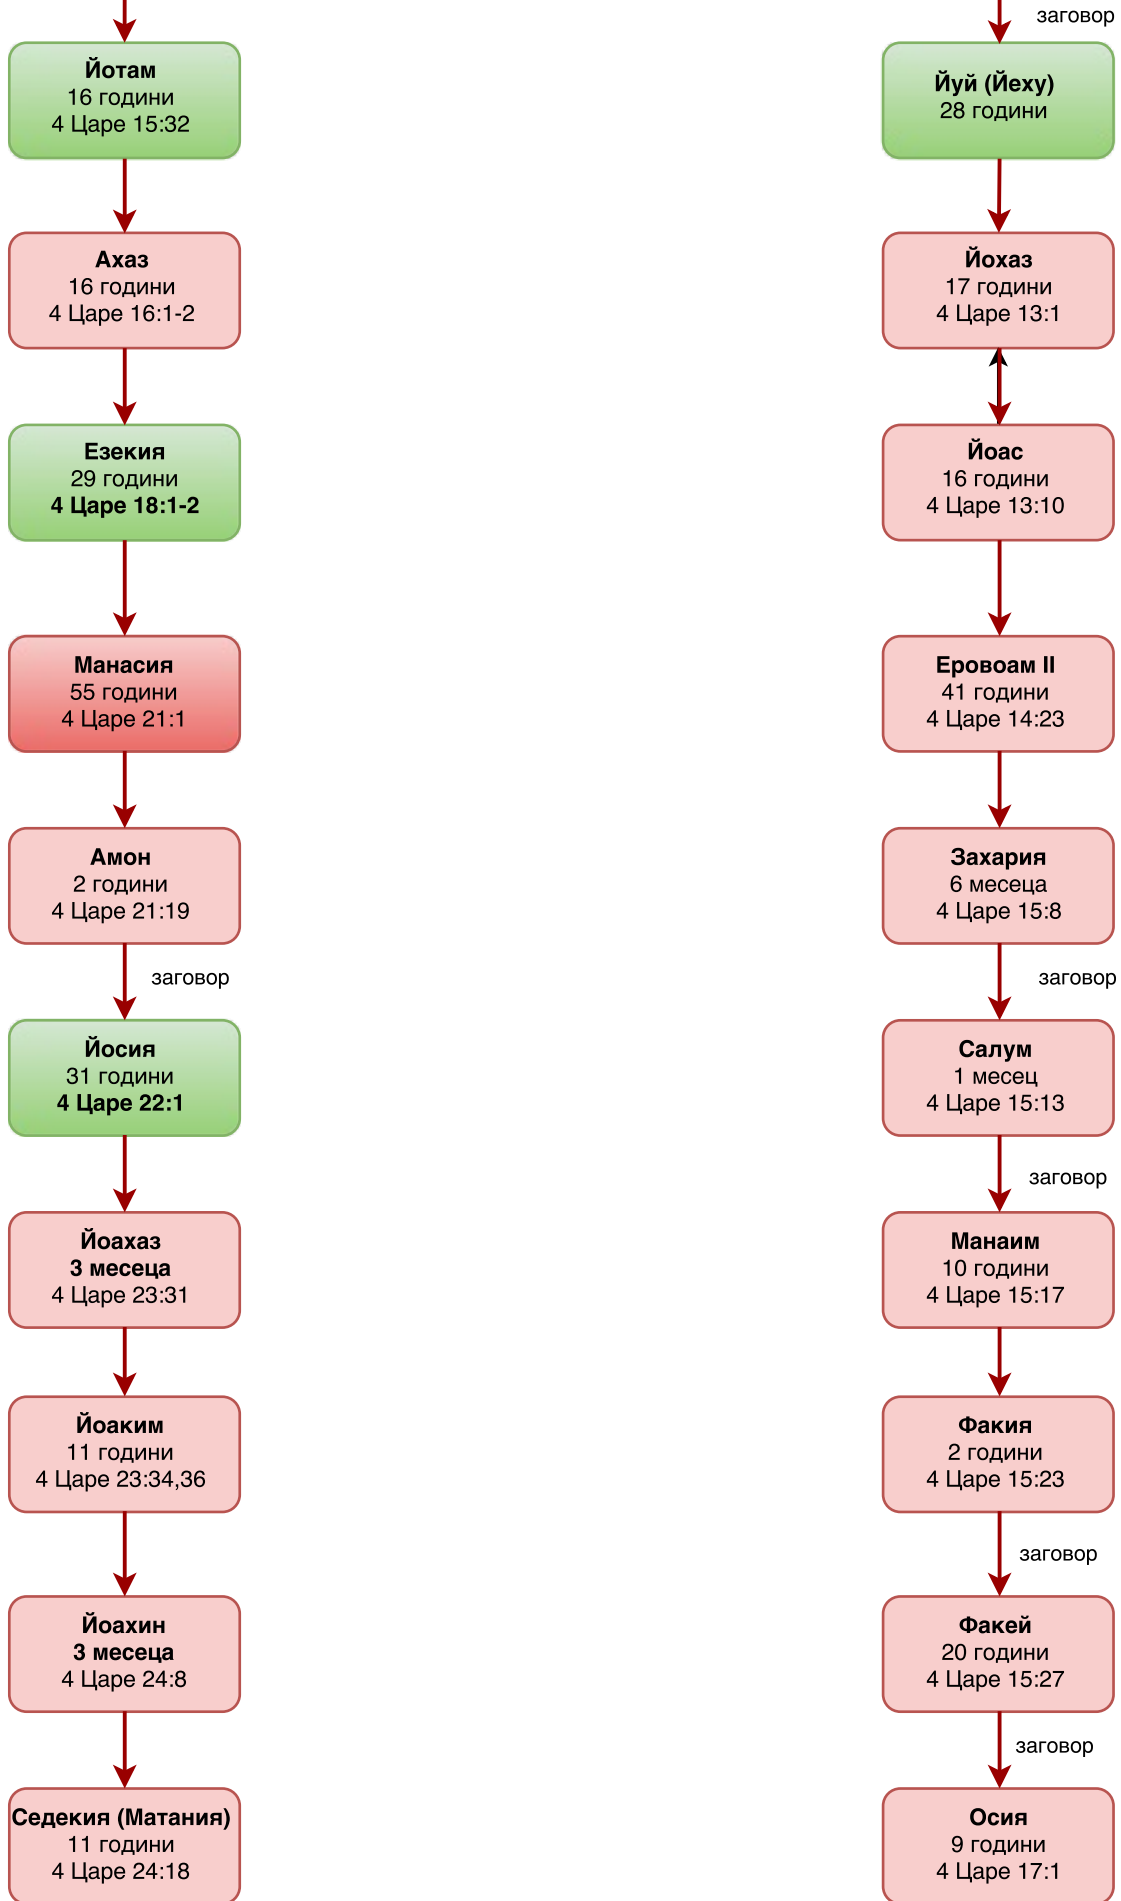 Йотам
16 години
4 Царе 15:32
Ахаз
16 години
4 Царе 16:1-2
Езекия
29 години
4 Царе 18:1-2
Манасия
55 години
4 Царе 21:1
Амон
2 години
4 Царе 21:19
заговор
Йосия
31 години
4 Царе 22:1
Йоахаз
3 месеца
4 Царе 23:31
Йоаким
11 години
4 Царе 23:34,36
Йоахин
3 месеца
4 Царе 24:8
Седекия (Матания)
11 години
4 Царе 24:18
заговор
Йуй (Йеху)
28 години
Йохаз
17 години
4 Царе 13:1
Йоас
16 години
4 Царе 13:10
Еровоам II
41 години
4 Царе 14:23
Захария
6 месеца
4 Царе 15:8
заговор
Салум
1 месец
4 Царе 15:13
заговор
Манаим
10 години
4 Царе 15:17
Факия
2 години
4 Царе 15:23
заговор
Факей
20 години
4 Царе 15:27
заговор
Осия
9 години
4 Царе 17:1